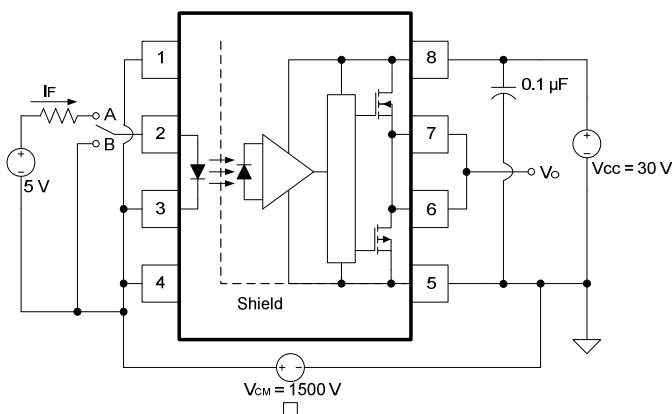 1
8
IF
A
0.1 µF
+
−
5 V
B
2
7
+
−
VCC = 30 V
VO
3
6
4
5
Shield
+ −
VCM = 1500 V